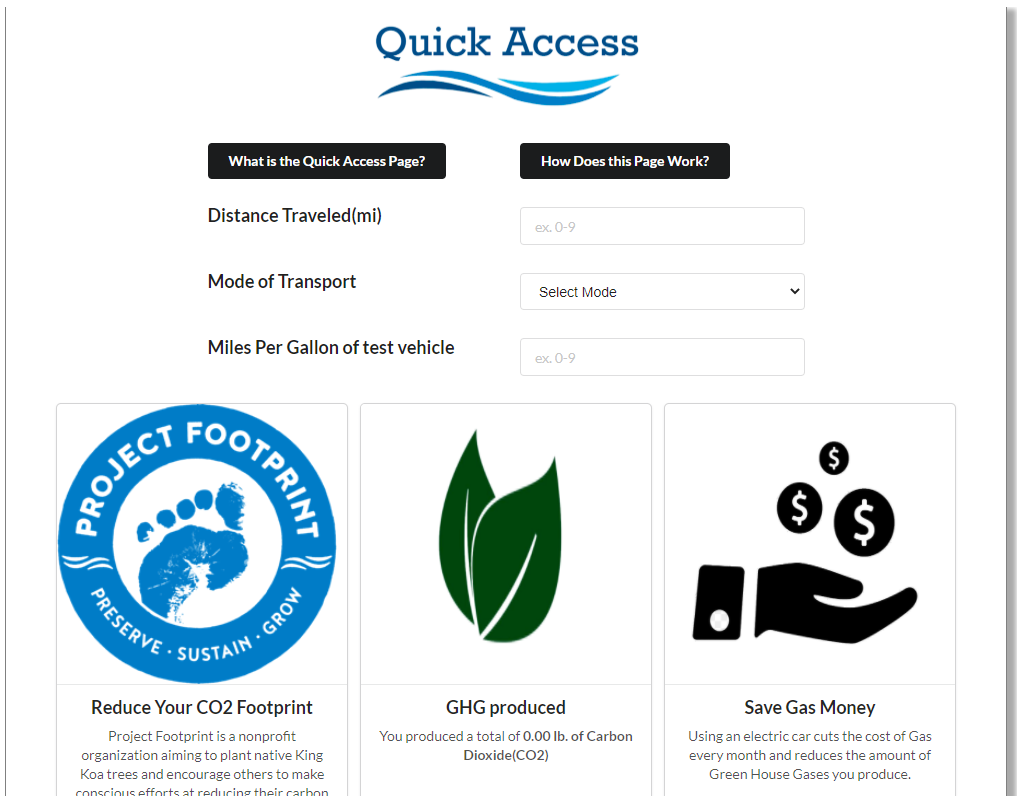 Quick Access
What is the Quick Access Page?
How Does this Page Work?
Distance Traveled(mi)
ex. 0-9
Mode of Transport
Select Mode
Miles Per Gallon of test vehicle
ex. 0-9
PROJECT FOOTPRINT
PRESERVE · SUSTAIN · GROW
$
$
$
Reduce Your CO2 Footprint
Project Footprint is a nonprofit
organization aiming to plant native King
Koa trees and encourage others to make
conscious efforts at reducing their carbon
GHG produced
You produced a total of 0.00 lb. of Carbon
Dioxide(CO2)
Save Gas Money
Using an electric car cuts the cost of Gas
every month and reduces the amount of
Green House Gases you produce.